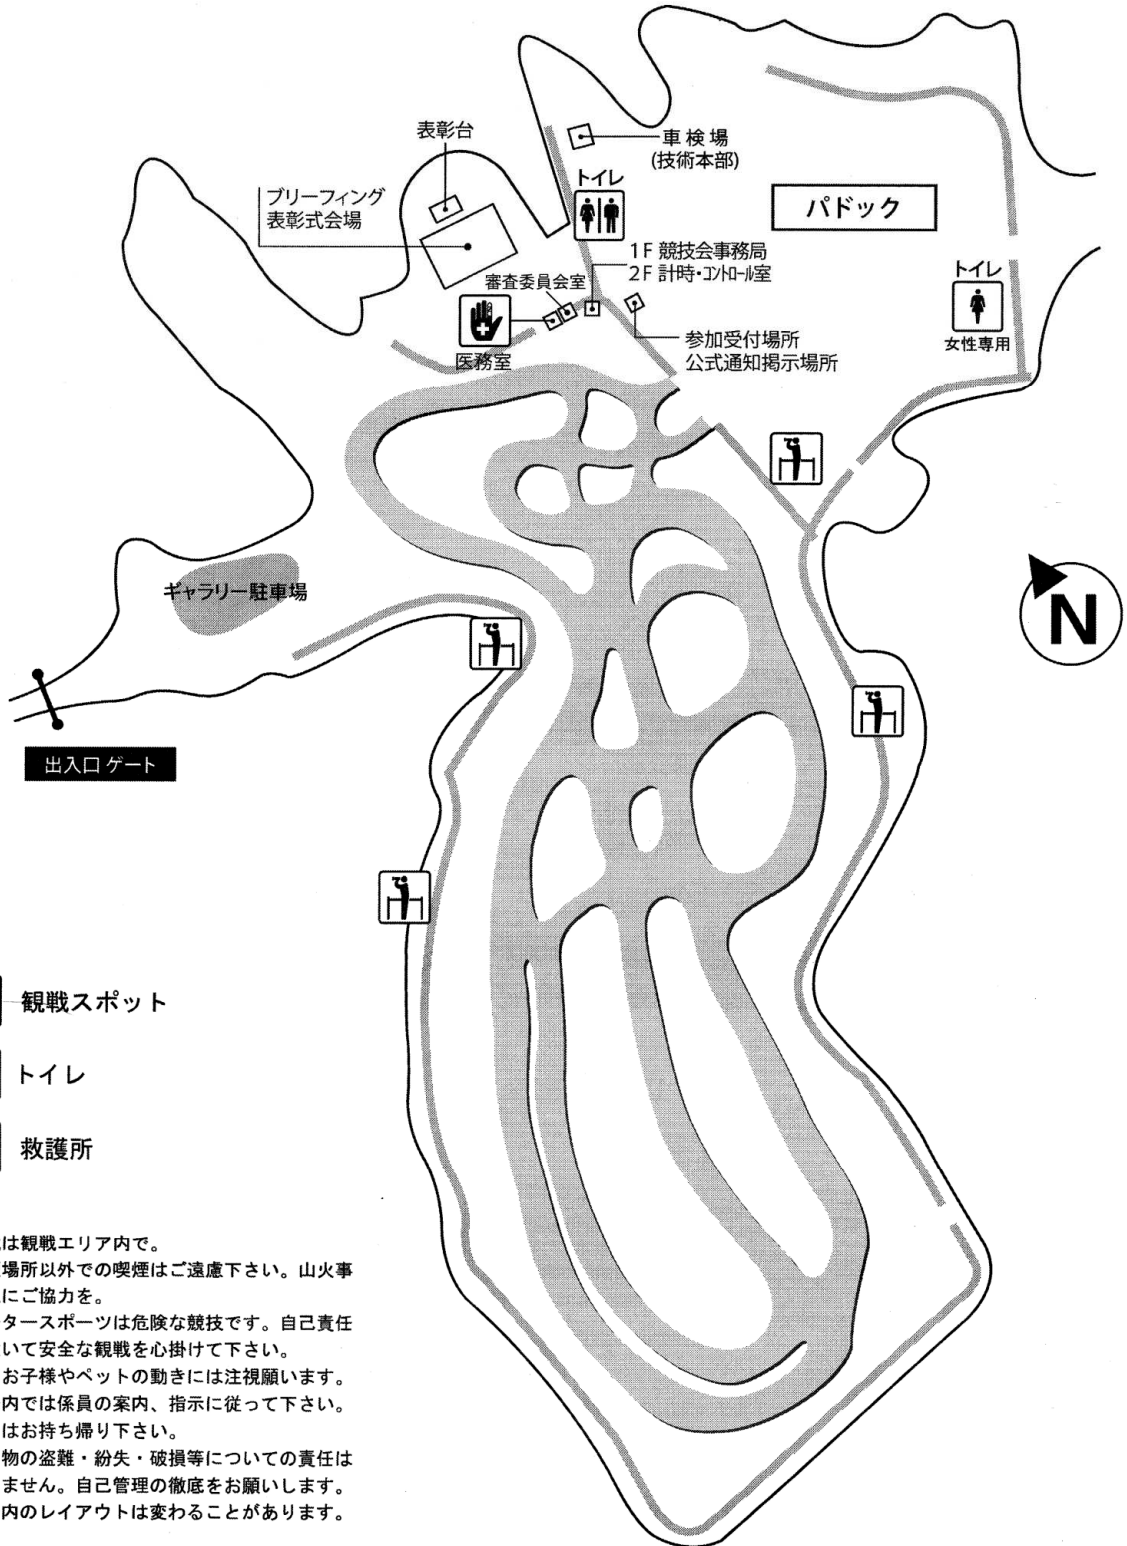 表彰台
車検場
(技術本部)
トイレ
ブリーフィング
表彰式会場
パドック
1F 競技会事務局
2F 計時・コントロール室
審査委員会室
トイレ
女性専用
医務室
参加受付場所
公式通知掲示場所
ギャラリー駐車場
N
出入口 ゲート
観戦スポット
トイレ
救護所
は観戦エリア内で。
場所以外での喫煙はご遠慮下さい。山火事
にご協力を。
タースポーツは危険な競技です。自己責任
いて安全な観戦を心掛けて下さい。
お子様やペットの動きには注視願います。
内では係員の案内、指示に従って下さい。
はお持ち帰り下さい。
物の盗難・紛失・破損等についての責任は
ません。自己管理の徹底をお願いします。
内のレイアウトは変わることがあります。